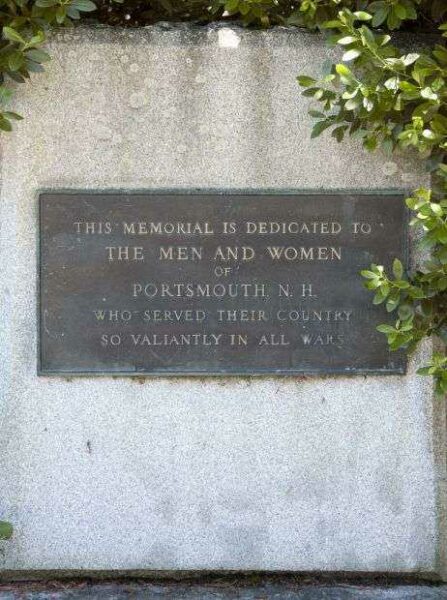 THIS MEMORIAL IS DEDICATED TO
THE MEN AND WOMEN
OF
PORTSMOUTH, N. H.
WHO SERVED THEIR COUNTRY
SO VALIANTLY IN ALL WARS